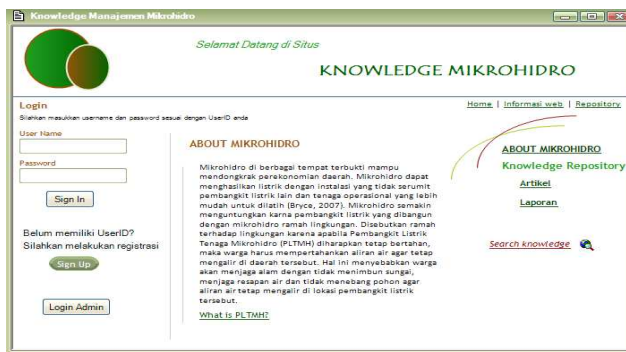 Knowledge Manajemen Mikrohidro
Selamat Datang di Situs
KNOWLEDGE MIKROHIDRO
Home | Informasi web | Repository
Login
Silahkan masukkan username dan password sesuai dengan UserID anda
User Name
Password
Sign In
Belum memiliki UserID?
Silahkan melakukan registrasi
Sign Up
Login Admin
ABOUT MIKROHIDRO
Mikrohidro di berbagai tempat terbukti mampu
mendongkrak perekonomian daerah. Mikrohidro dapat
menghasilkan listrik dengan instalasi yang tidak serumit
pembangkit listrik lain dan tenaga operasional yang lebih
mudah untuk dilatih (Bryce, 2007). Mikrohidro semakin
menguntungkan karna pembangkit listrik yang dibangun
dengan mikrohidro ramah lingkungan. Disebutkan ramah
terhadap lingkungan karena apabila Pembangkit Listrik
Tenaga Mikrohidro (PLTMH) diharapkan tetap bertahan,
maka warga harus mempertahankan aliran air agar tetap
mengalir di daerah tersebut. Hal ini menyebabkan warga
akan menjaga alam dengan tidak menimbun sungai,
menjaga resapan air dan tidak menebang pohon agar
aliran air tetap mengalir di lokasi pembangkit listrik
tersebut.
What is PLTMH?
ABOUT MIKROHIDRO
Knowledge Repository
Artikel
Laporan
Search knowledge